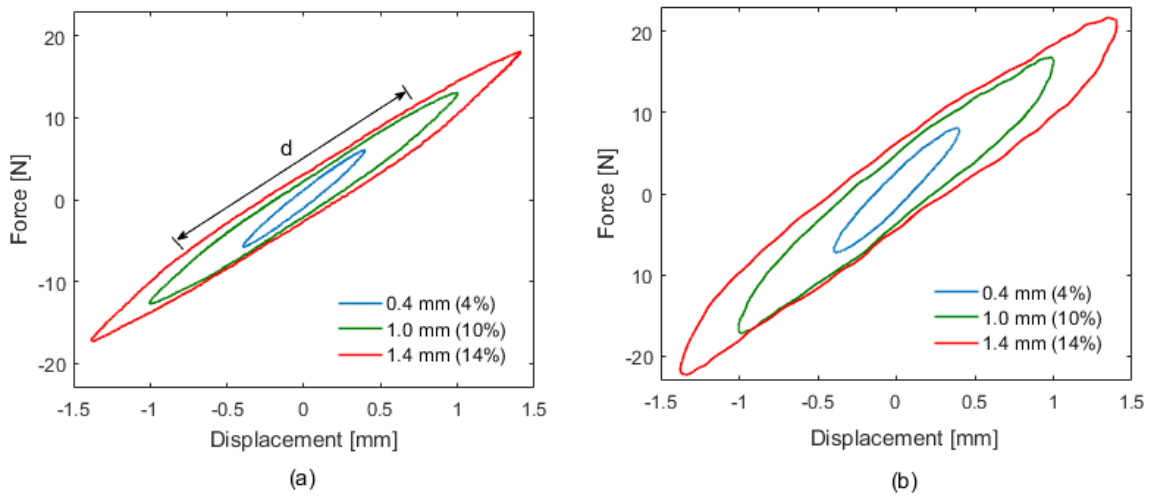 20
10
0
-10
-20
Force [N]
d
0.4 mm (4%)
1.0 mm (10%)
1.4 mm (14%)
-1.5 -1 -0.5 0 0.5 1 1.5
Displacement [mm]
(a)
20
10
0
10
-20
Force [N]
0.4 mm (4%)
1.0 mm (10%)
1.4 mm (14%)
-1.5 -1 -0.5 0 0.5 1 1.5
Displacement [mm]
(b)